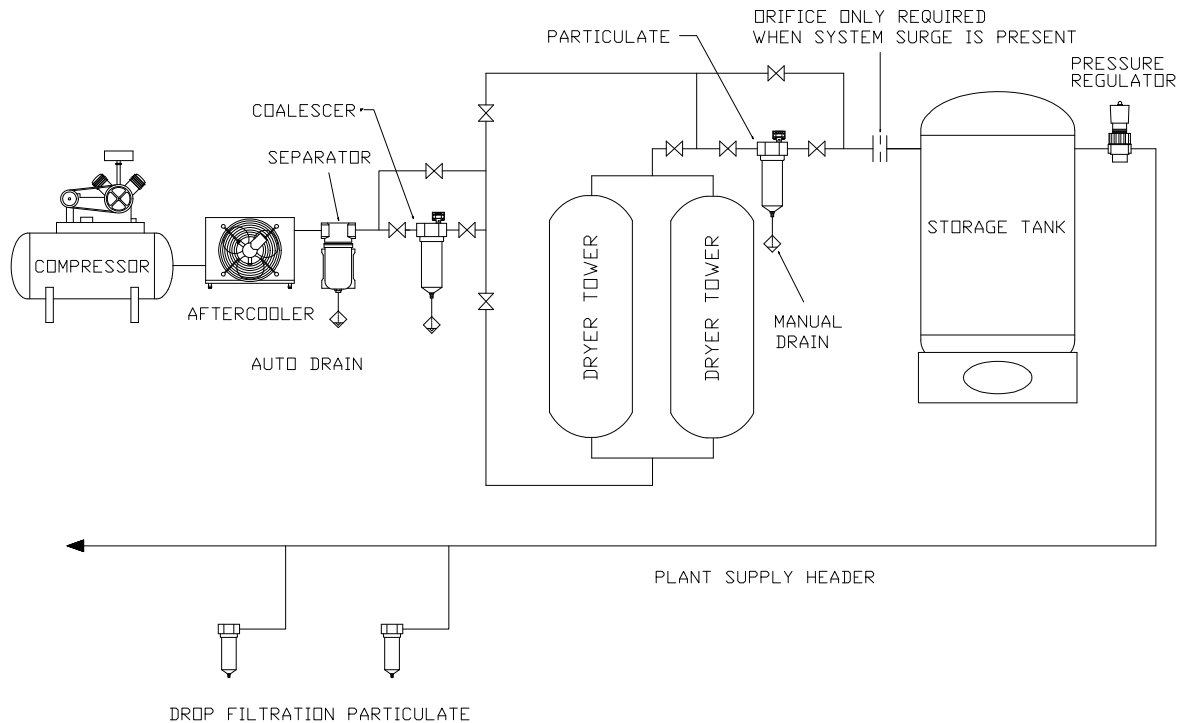 ORIFICE ONLY REQUIRED
WHEN SYSTEM SURGE IS PRESENT
PARTICULATE
PRESSURE
REGULATOR
COALESCER
SEPARATOR
STORAGE TANK
COMPRESSOR
DRYER TOWER
DRYER TOWER
AFTERCOOLER
MANUAL
DRAIN
AUTO DRAIN
PLANT SUPPLY HEADER
DROP FILTRATION PARTICULATE